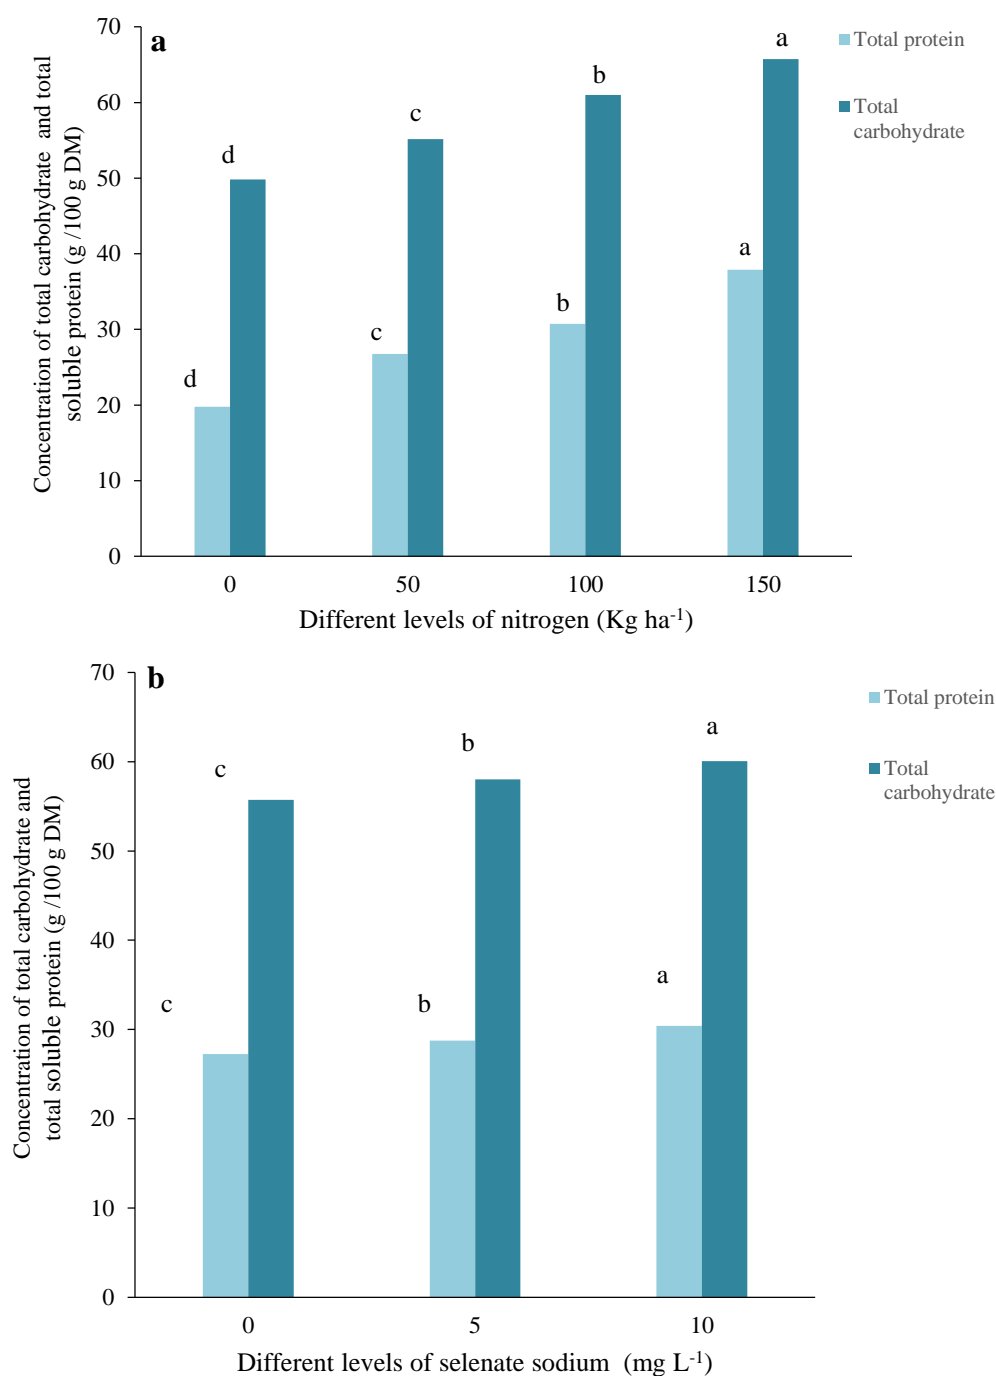 a
Total protein
Total
carbohydrate
Concentration of total carbohydrate and total
soluble protein (g /100 g DM)
70
60
50
40
30
20
10
0
d
d
c
c
b
b
a
a
0 50 100 150
Different levels of nitrogen (Kg ha⁻¹)
b
Total protein
Total
carbohydrate
Concentration of total carbohydrate and
total soluble protein (g /100 g DM)
70
60
50
40
30
20
10
0
c
c
b
b
a
a
0 5 10
Different levels of selenate sodium (mg L⁻¹)